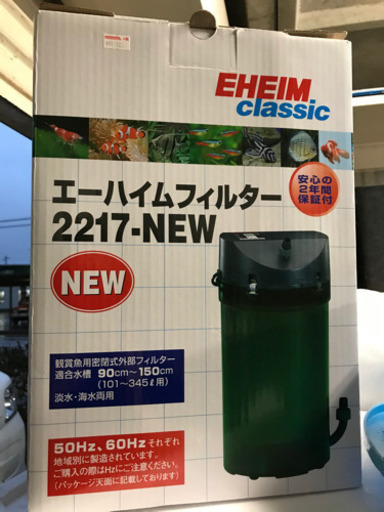 EHEIM
classic
エーハイムフィルター
2217-NEW
安心の
2年間
保証付
NEW
観賞魚用密閉式外部フィルター
適合水槽 90cm〜150cm
(101〜345ℓ用)
淡水・海水両用
50Hz、60Hzそれぞれ
地域別に製造されています。
ご購入の際はHzにご注意ください。
(パッケージ天面に記載しております)